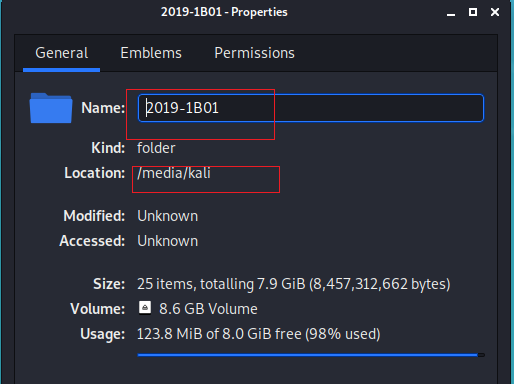 2019-1B01 - Properties
General Emblems Permissions
Name: 2019-1B01
Kind: folder
Location: /media/kali
Modified: Unknown
Accessed: Unknown
Size: 25 items, totalling 7.9 GiB (8,457,312,662 bytes)
Volume: 8.6 GB Volume
Usage: 123.8 MiB of 8.0 GiB free (98% used)